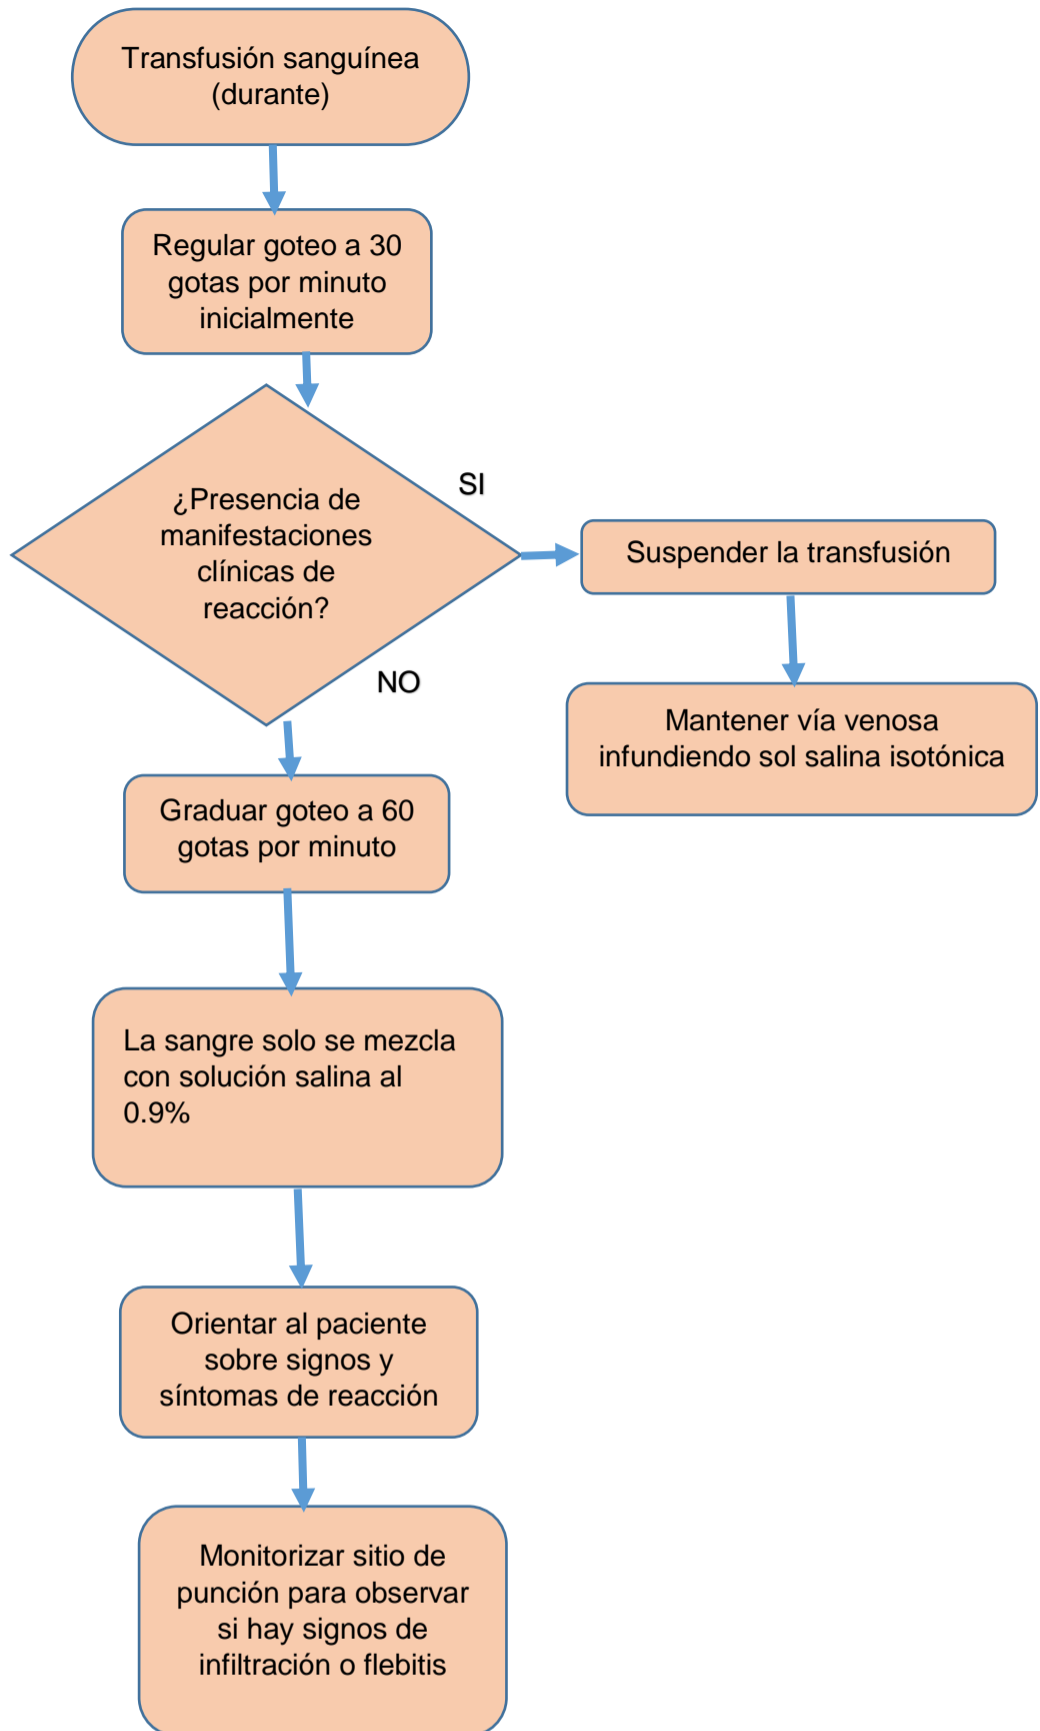 Transfusión sanguínea
(durante)
Regular goteo a 30
gotas por minuto
inicialmente
¿Presencia de
manifestaciones
clínicas de
reacción?
SI
Suspender la transfusión
Mantener vía venosa
infundiendo sol salina isotónica
NO
Graduar goteo a 60
gotas por minuto
La sangre solo se mezcla
con solución salina al
0.9%
Orientar al paciente
sobre signos y
síntomas de reacción
Monitorizar sitio de
punción para observar
si hay signos de
infiltración o flebitis